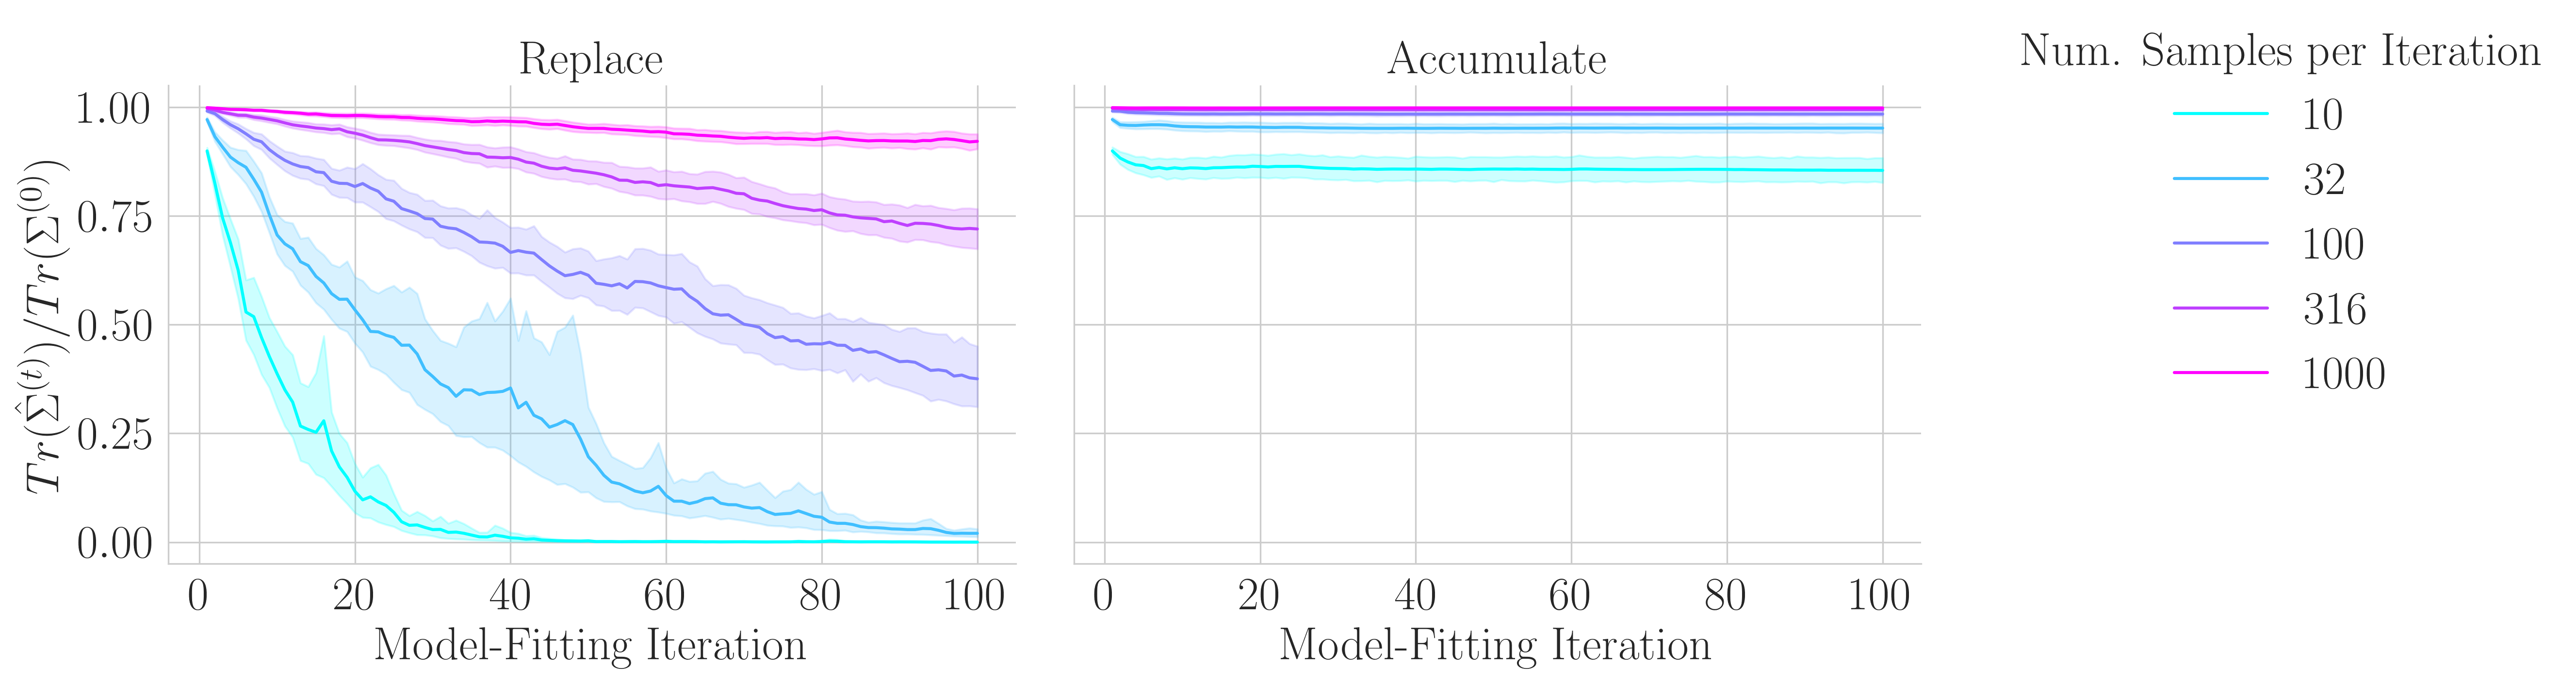 Replace
Accumulate
Num. Samples per Iteration
10
32
100
316
1000
Tr(Σ̂^(t))/Tr(Σ^(0))
1.00
0.75
0.50
0.25
0.00
0 20 40 60 80 100
0 20 40 60 80 100
Model-Fitting Iteration
Model-Fitting Iteration